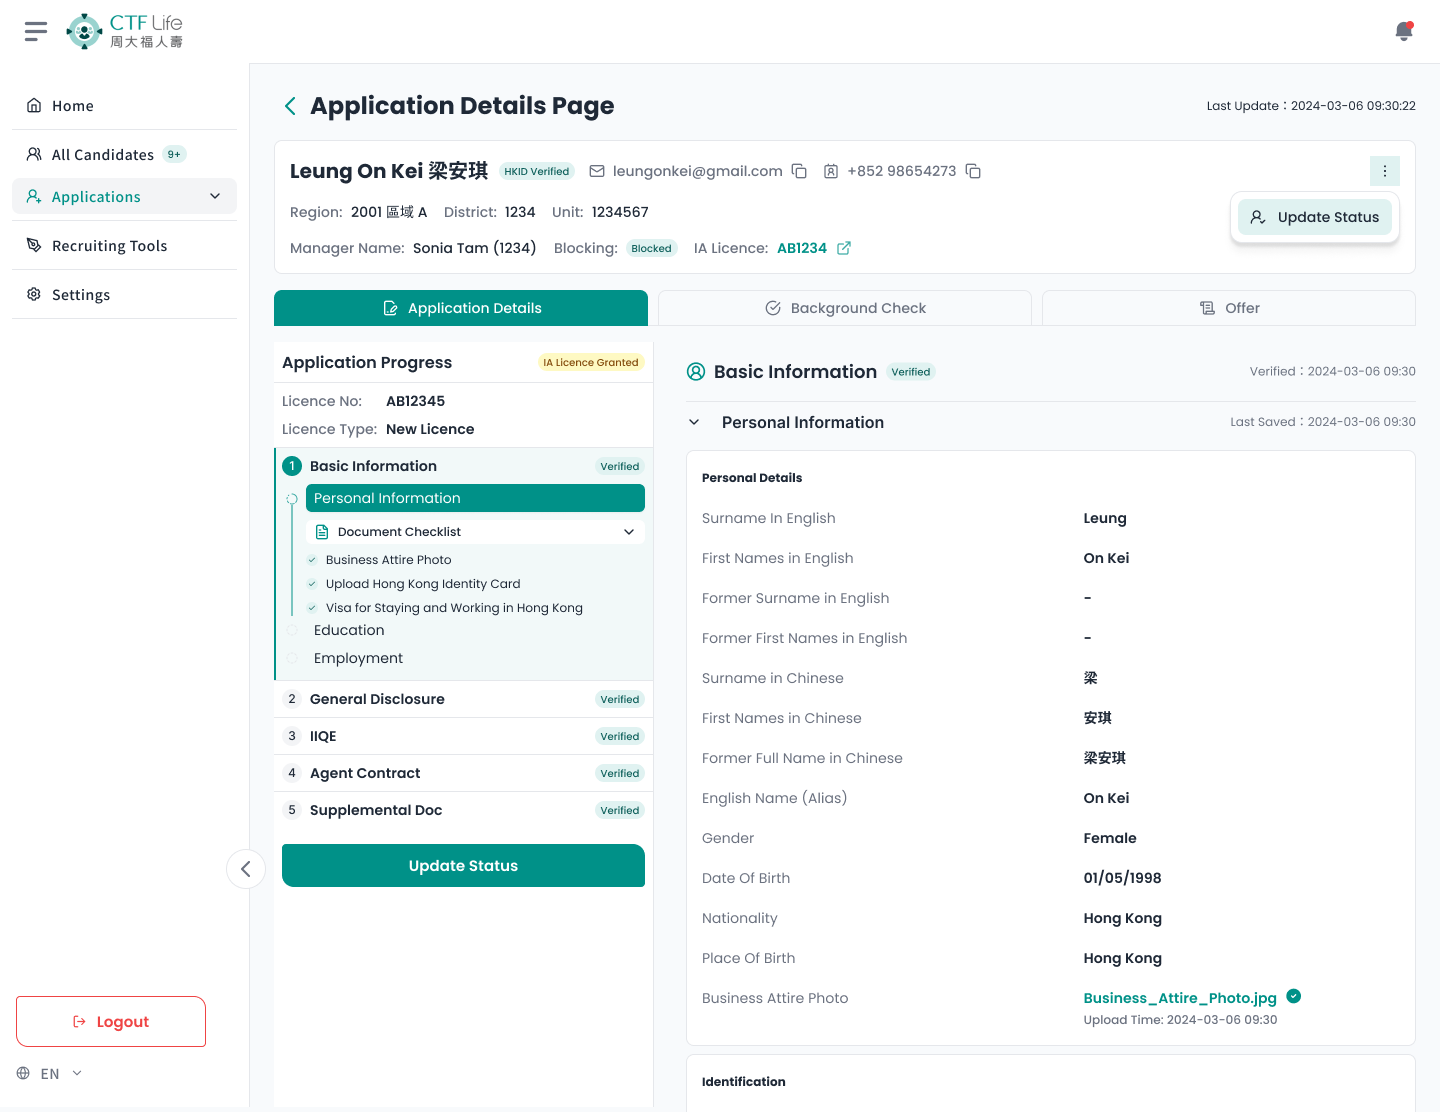 CTF Life
周大福人壽
Home
All Candidates 9+
Applications
Recruiting Tools
Settings
Logout
EN
Application Details Page
Last Update：2024-03-06 09:30:22
Leung On Kei 梁安琪 HKID Verified leungonkei@gmail.com +852 98654273
Region: 2001 區域 A District: 1234 Unit: 1234567
Update Status
Manager Name: Sonia Tam (1234) Blocking: Blocked IA Licence: AB1234
Application Details
Background Check
Offer
Application Progress IA Licence Granted
Licence No: AB12345
Licence Type: New Licence
1 Basic Information Verified
Personal Information
Document Checklist
Business Attire Photo
Upload Hong Kong Identity Card
Visa for Staying and Working in Hong Kong
Education
Employment
2 General Disclosure Verified
3 IIQE Verified
4 Agent Contract Verified
5 Supplemental Doc Verified
Update Status
Basic Information Verified Verified：2024-03-06 09:30
Personal Information Last Saved：2024-03-06 09:30
Personal Details
Surname In English Leung
First Names in English On Kei
Former Surname in English -
Former First Names in English -
Surname in Chinese 梁
First Names in Chinese 安琪
Former Full Name in Chinese 梁安琪
English Name (Alias) On Kei
Gender Female
Date Of Birth 01/05/1998
Nationality Hong Kong
Place Of Birth Hong Kong
Business Attire Photo Business_Attire_Photo.jpg
Upload Time: 2024-03-06 09:30
Identification